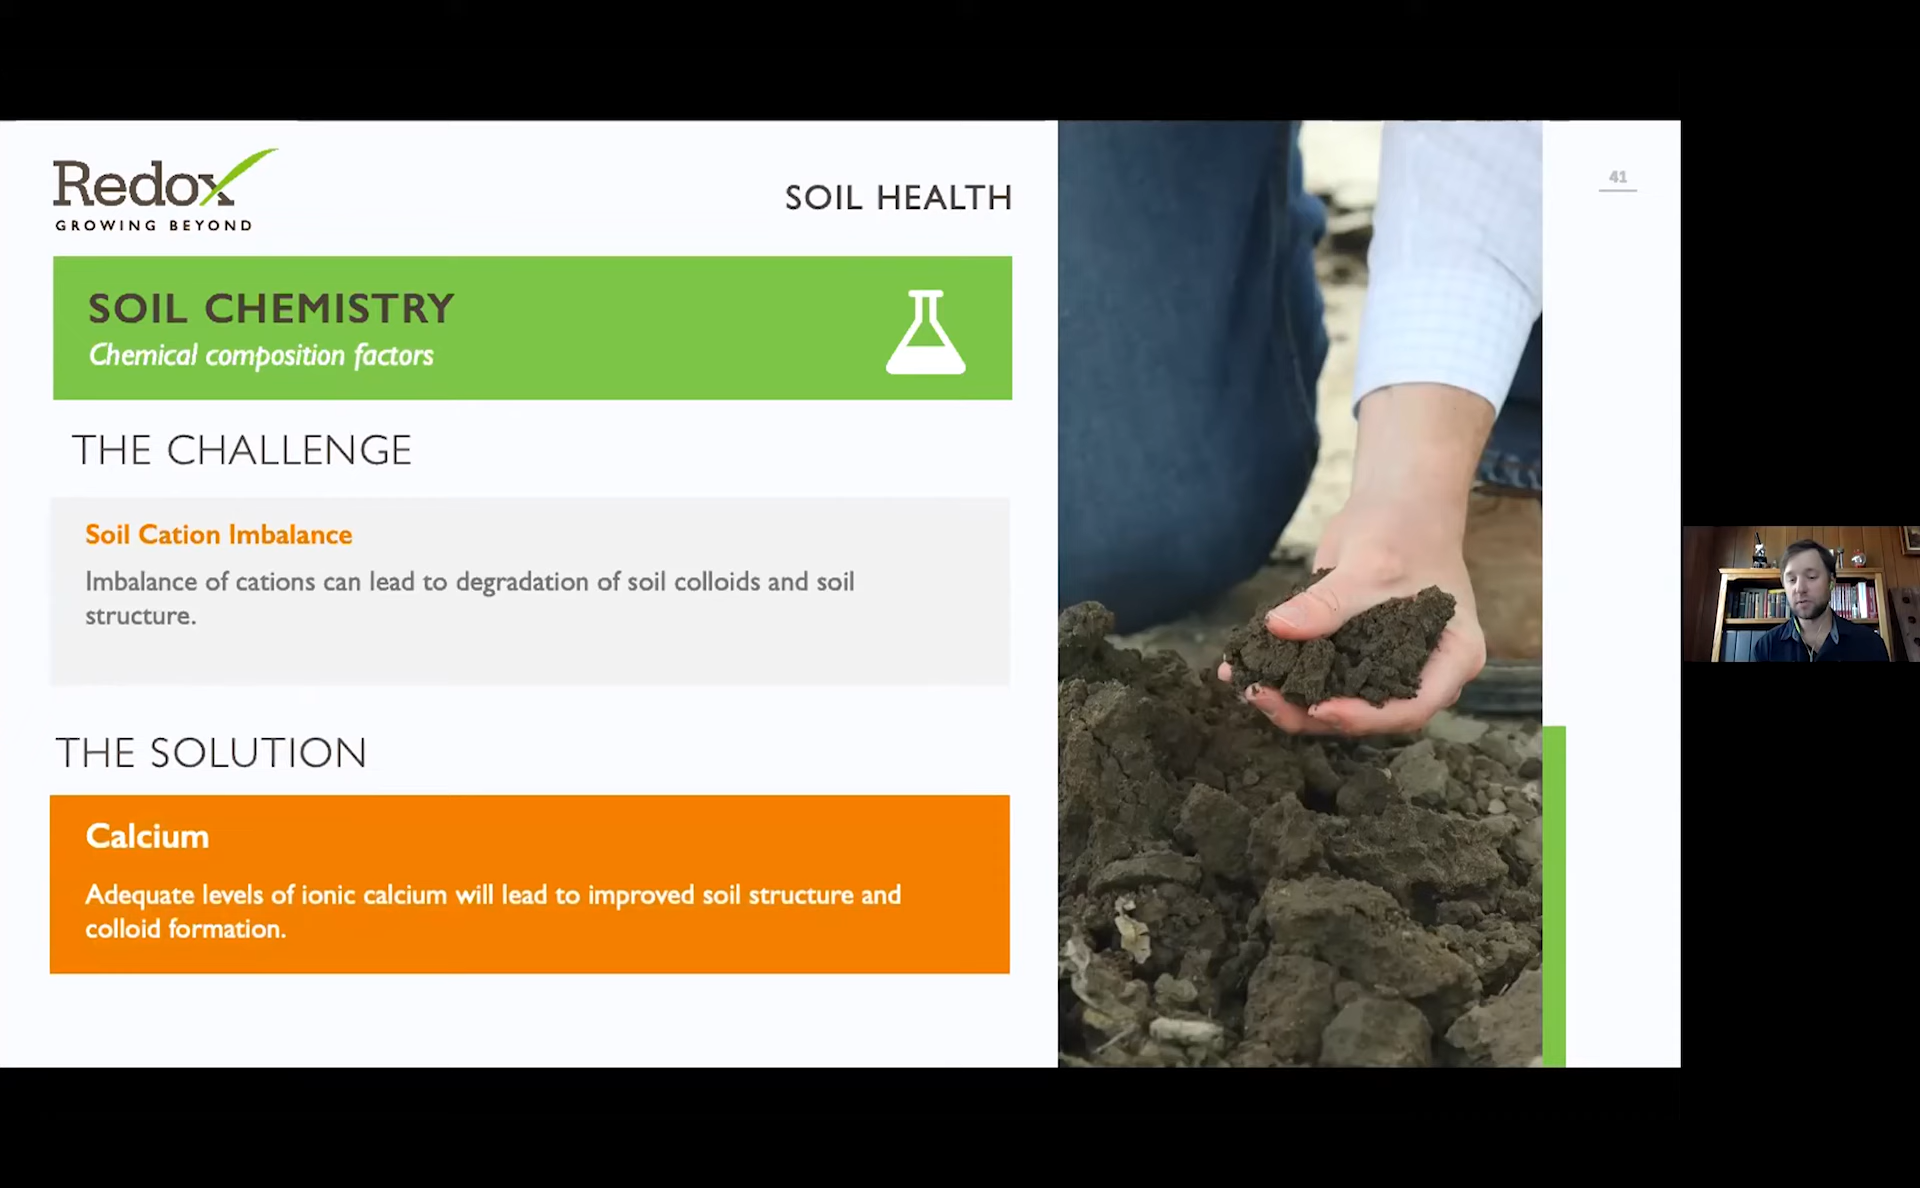 Redox
GROWING BEYOND
SOIL HEALTH
41
SOIL CHEMISTRY
Chemical composition factors
THE CHALLENGE
Soil Cation Imbalance
Imbalance of cations can lead to degradation of soil colloids and soil
structure.
THE SOLUTION
Calcium
Adequate levels of ionic calcium will lead to improved soil structure and
colloid formation.